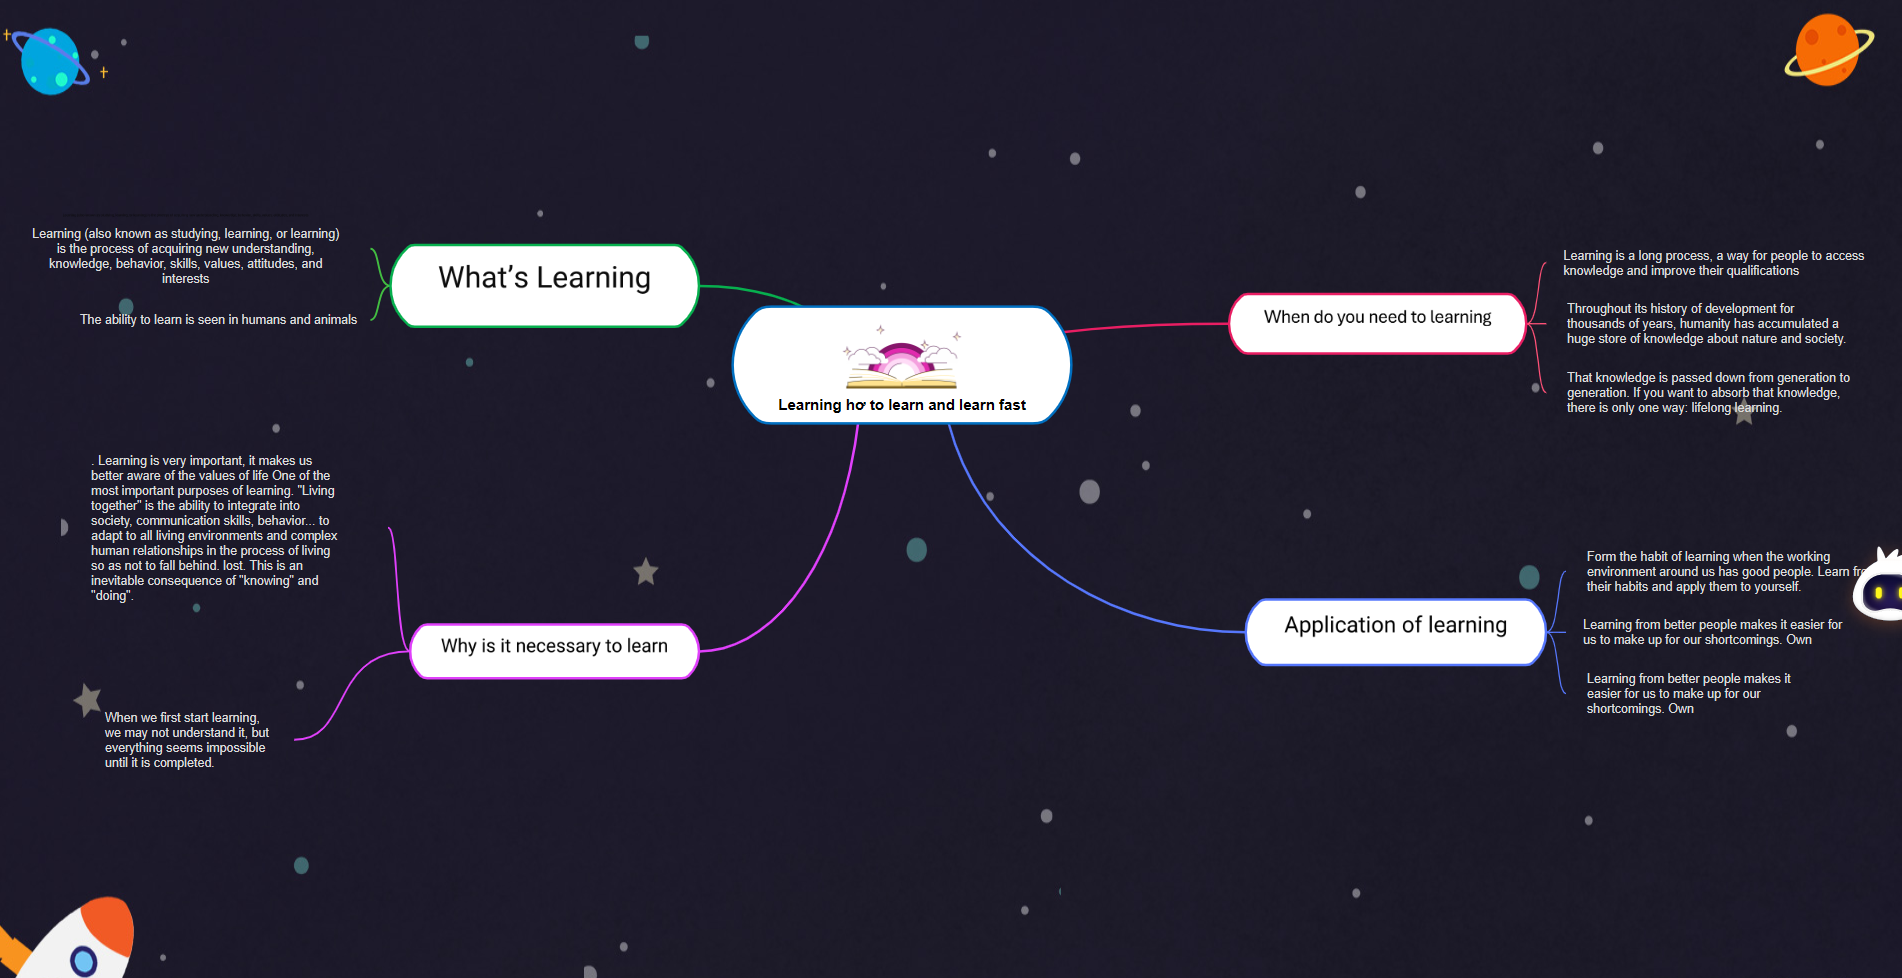 Learning (also known as studying, learning, or learning)
is the process of acquiring new understanding,
knowledge, behavior, skills, values, attitudes, and
interests
The ability to learn is seen in humans and animals
What’s Learning
Learning hơ to learn and learn fast
When do you need to learning
Learning is a long process, a way for people to access
knowledge and improve their qualifications
Throughout its history of development for
thousands of years, humanity has accumulated a
huge store of knowledge about nature and society.
That knowledge is passed down from generation to
generation. If you want to absorb that knowledge,
there is only one way: lifelong learning.
. Learning is very important, it makes us
better aware of the values of life One of the
most important purposes of learning. "Living
together" is the ability to integrate into
society, communication skills, behavior... to
adapt to all living environments and complex
human relationships in the process of living
so as not to fall behind. lost. This is an
inevitable consequence of "knowing" and
"doing".
Why is it necessary to learn
When we first start learning,
we may not understand it, but
everything seems impossible
until it is completed.
Application of learning
Form the habit of learning when the working
environment around us has good people. Learn
their habits and apply them to yourself.
Learning from better people makes it easier for
us to make up for our shortcomings. Own
Learning from better people makes it
easier for us to make up for our
shortcomings. Own